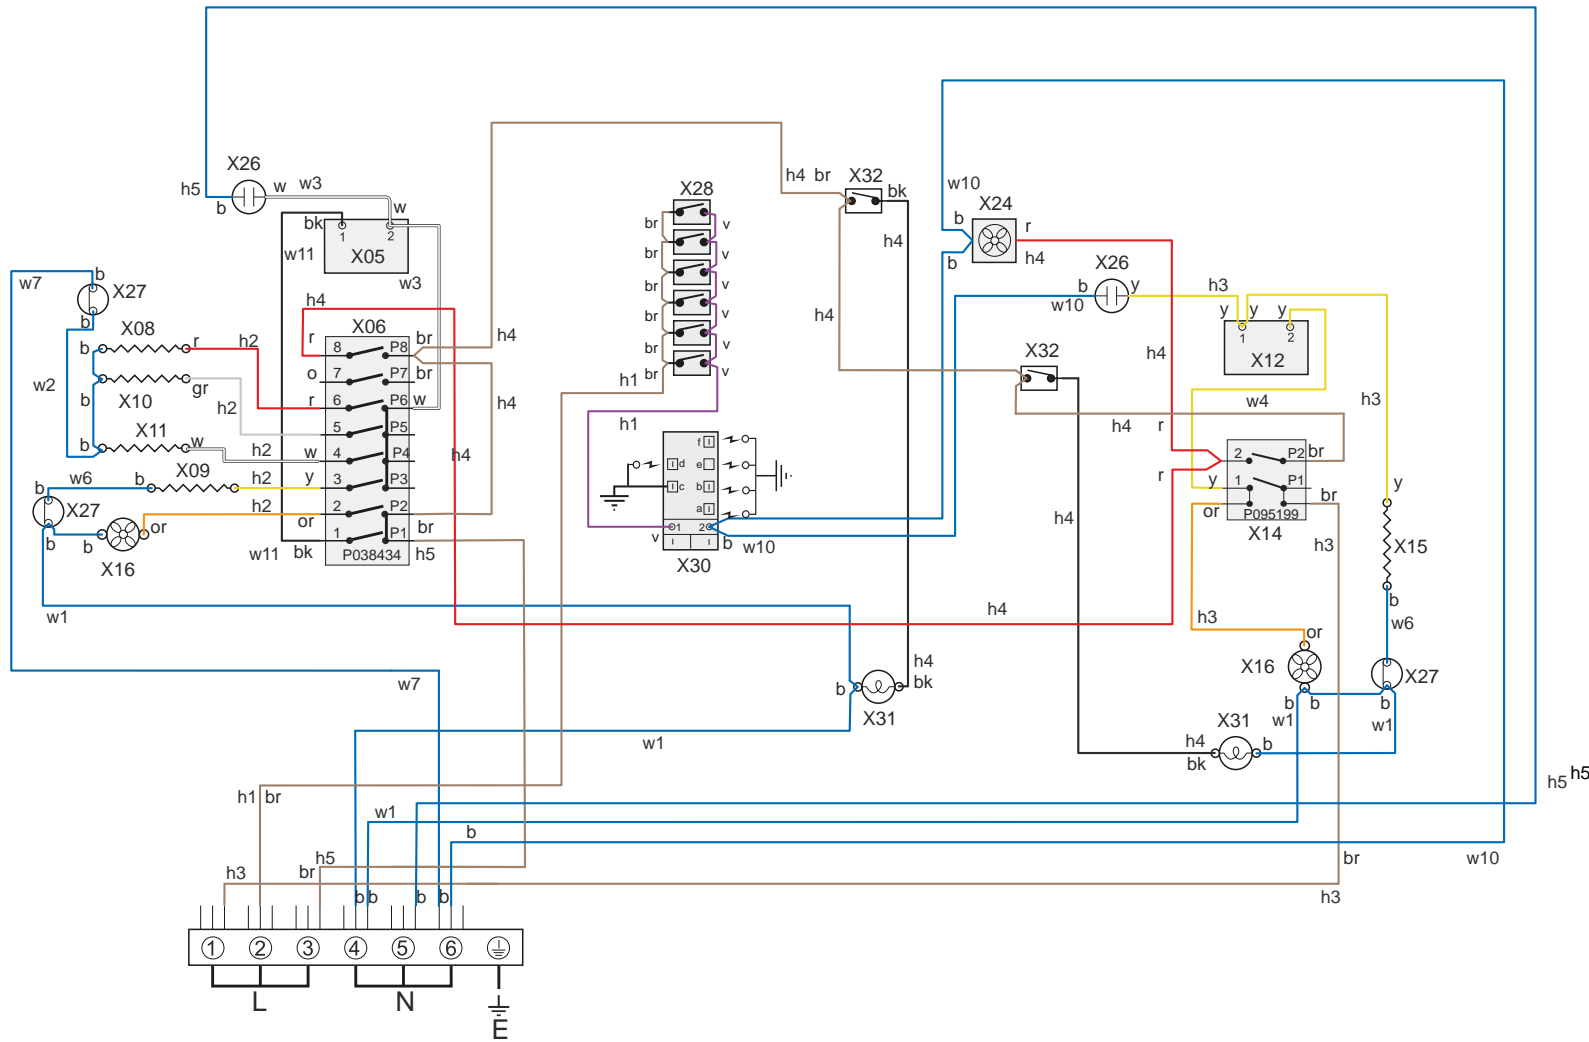 X26
h5
w
w3
b
w
bk
1
2
w11
X05
w3
h4 br
X32
bk
h4
h4
X28
br
v
br
v
br
v
br
v
br
v
br
v
h1
h1
w10
X24
b
r
b
h4
X26
b
y
w10
h3
y
y
y
1
2
X12
h4
X32
w4
h3
h4
r
r
w7
b
X27
b
X08
b
r
h2
w2
X10
b
gr
h2
X11
b
w
h2
X09
w6
b
h2
b
X27
h2
or
b
b
X16
w1
h4
X06
r
8
P8
br
h4
o
7
P7
br
r
6
P6
w
h4
5
P5
w
4
P4
h4
y
3
P3
2
P2
or
br
1
P1
w11
bk
P038434
h5
f
d
e
c
b
a
1
2
v
b
w10
X30
2
P2
br
y
1
P1
br
or
P095199
X14
h3
h4
y
X15
b
w6
h4
h3
or
X16
X27
b
b
b
w1
w1
X31
h4
b
bk
h4
bk
b
X31
w7
w1
h5
h5
h1
br
w1
b
h5
br
h3
br
w10
h3
b
b
b
b
1
2
3
4
5
6
L
N
E